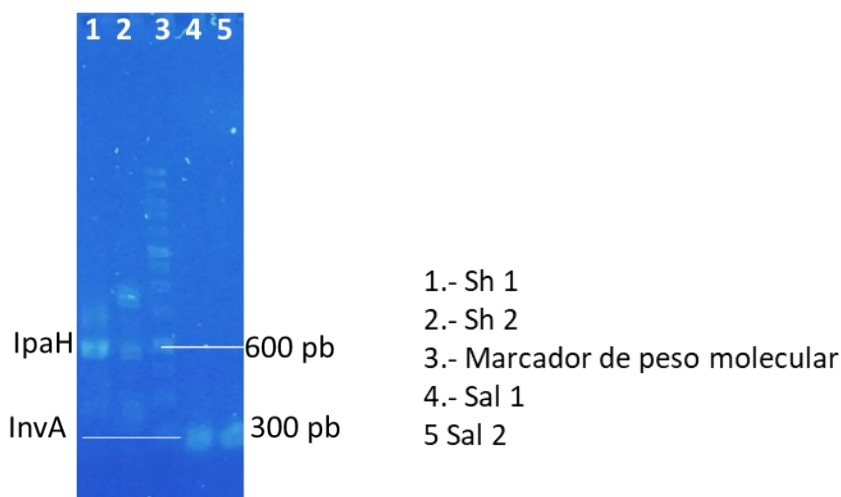 1 2 3 4 5
IpaH
600 pb
InvA
300 pb
1.- Sh 1
2.- Sh 2
3.- Marcador de peso molecular
4.- Sal 1
5 Sal 2